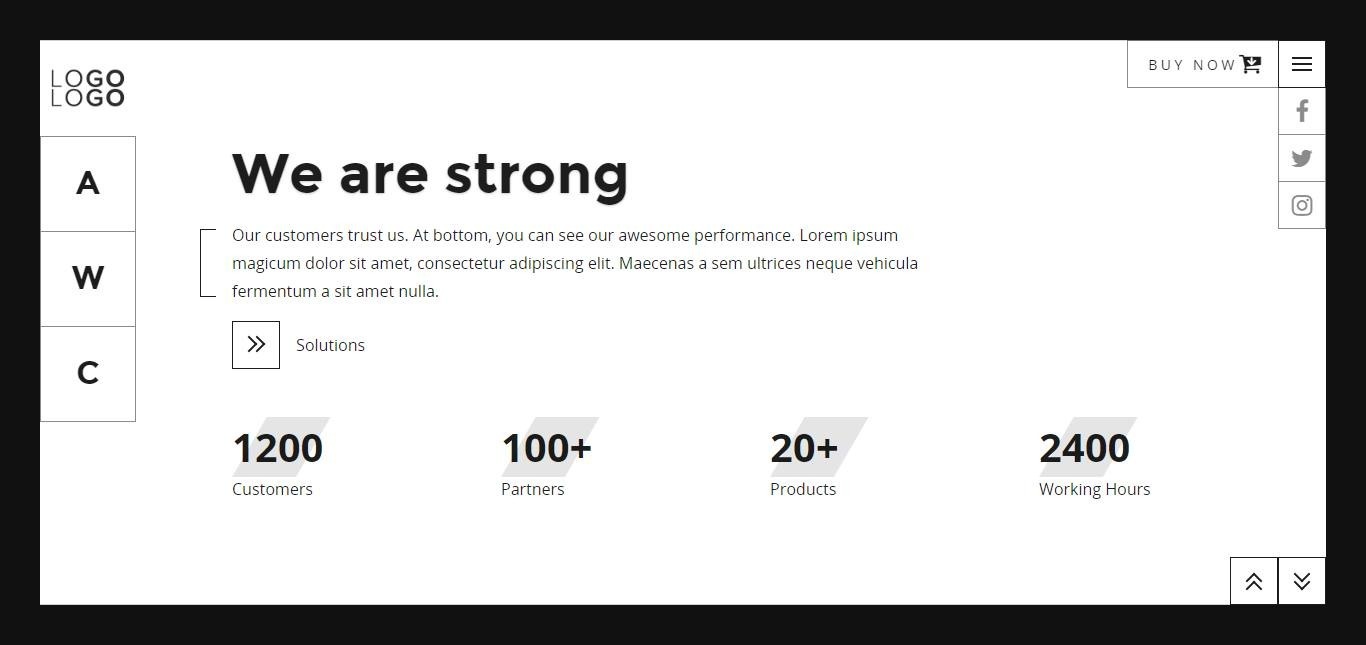 LOGO
LOGO
BUY NOW
A
W
C
We are strong
Our customers trust us. At bottom, you can see our awesome performance. Lorem ipsum
magicum dolor sit amet, consectetur adipiscing elit. Maecenas a sem ultrices neque vehicula
fermentum a sit amet nulla.
Solutions
1200
Customers
100+
Partners
20+
Products
2400
Working Hours